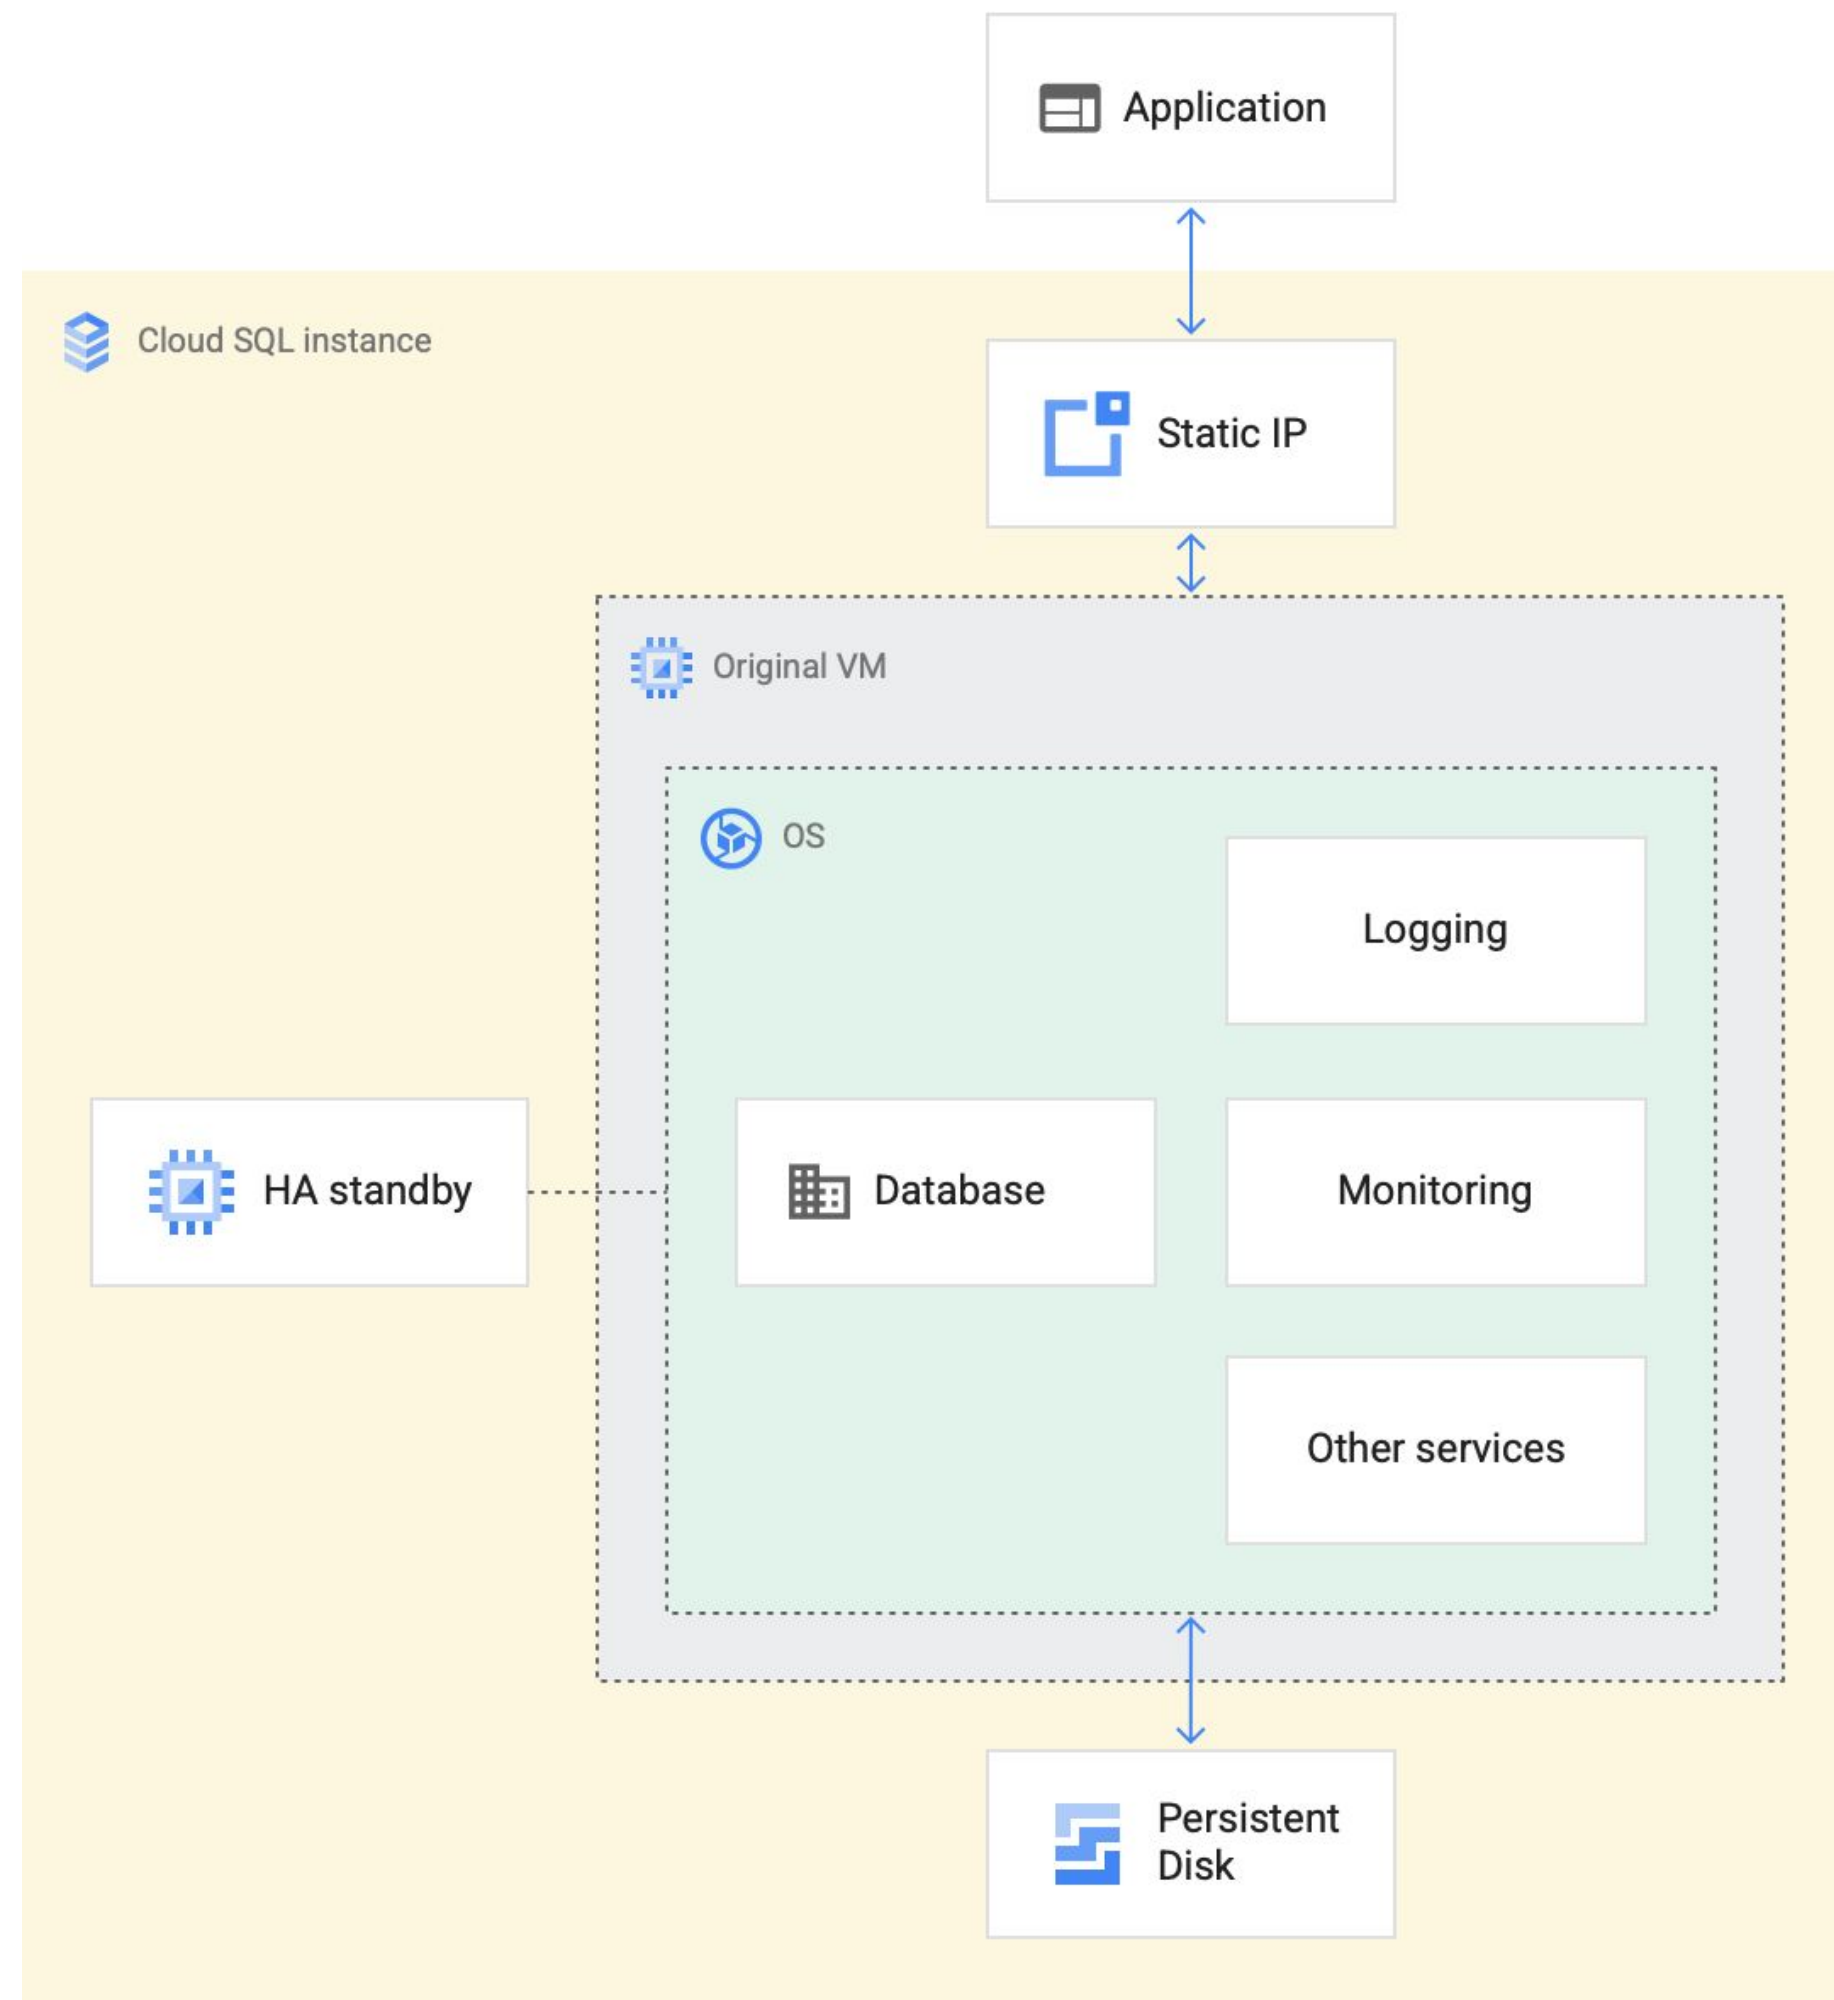 Application
Cloud SQL instance
Static IP
Original VM
OS
Logging
HA standby
Database
Monitoring
Other services
Persistent
Disk